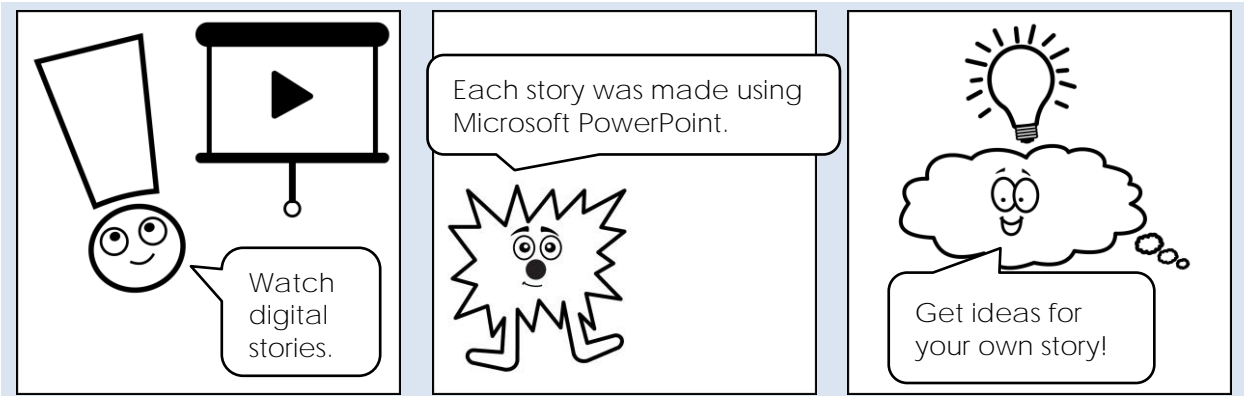 Watch
digital
stories.
Each story was made using
Microsoft PowerPoint.
Get ideas for
your own story!